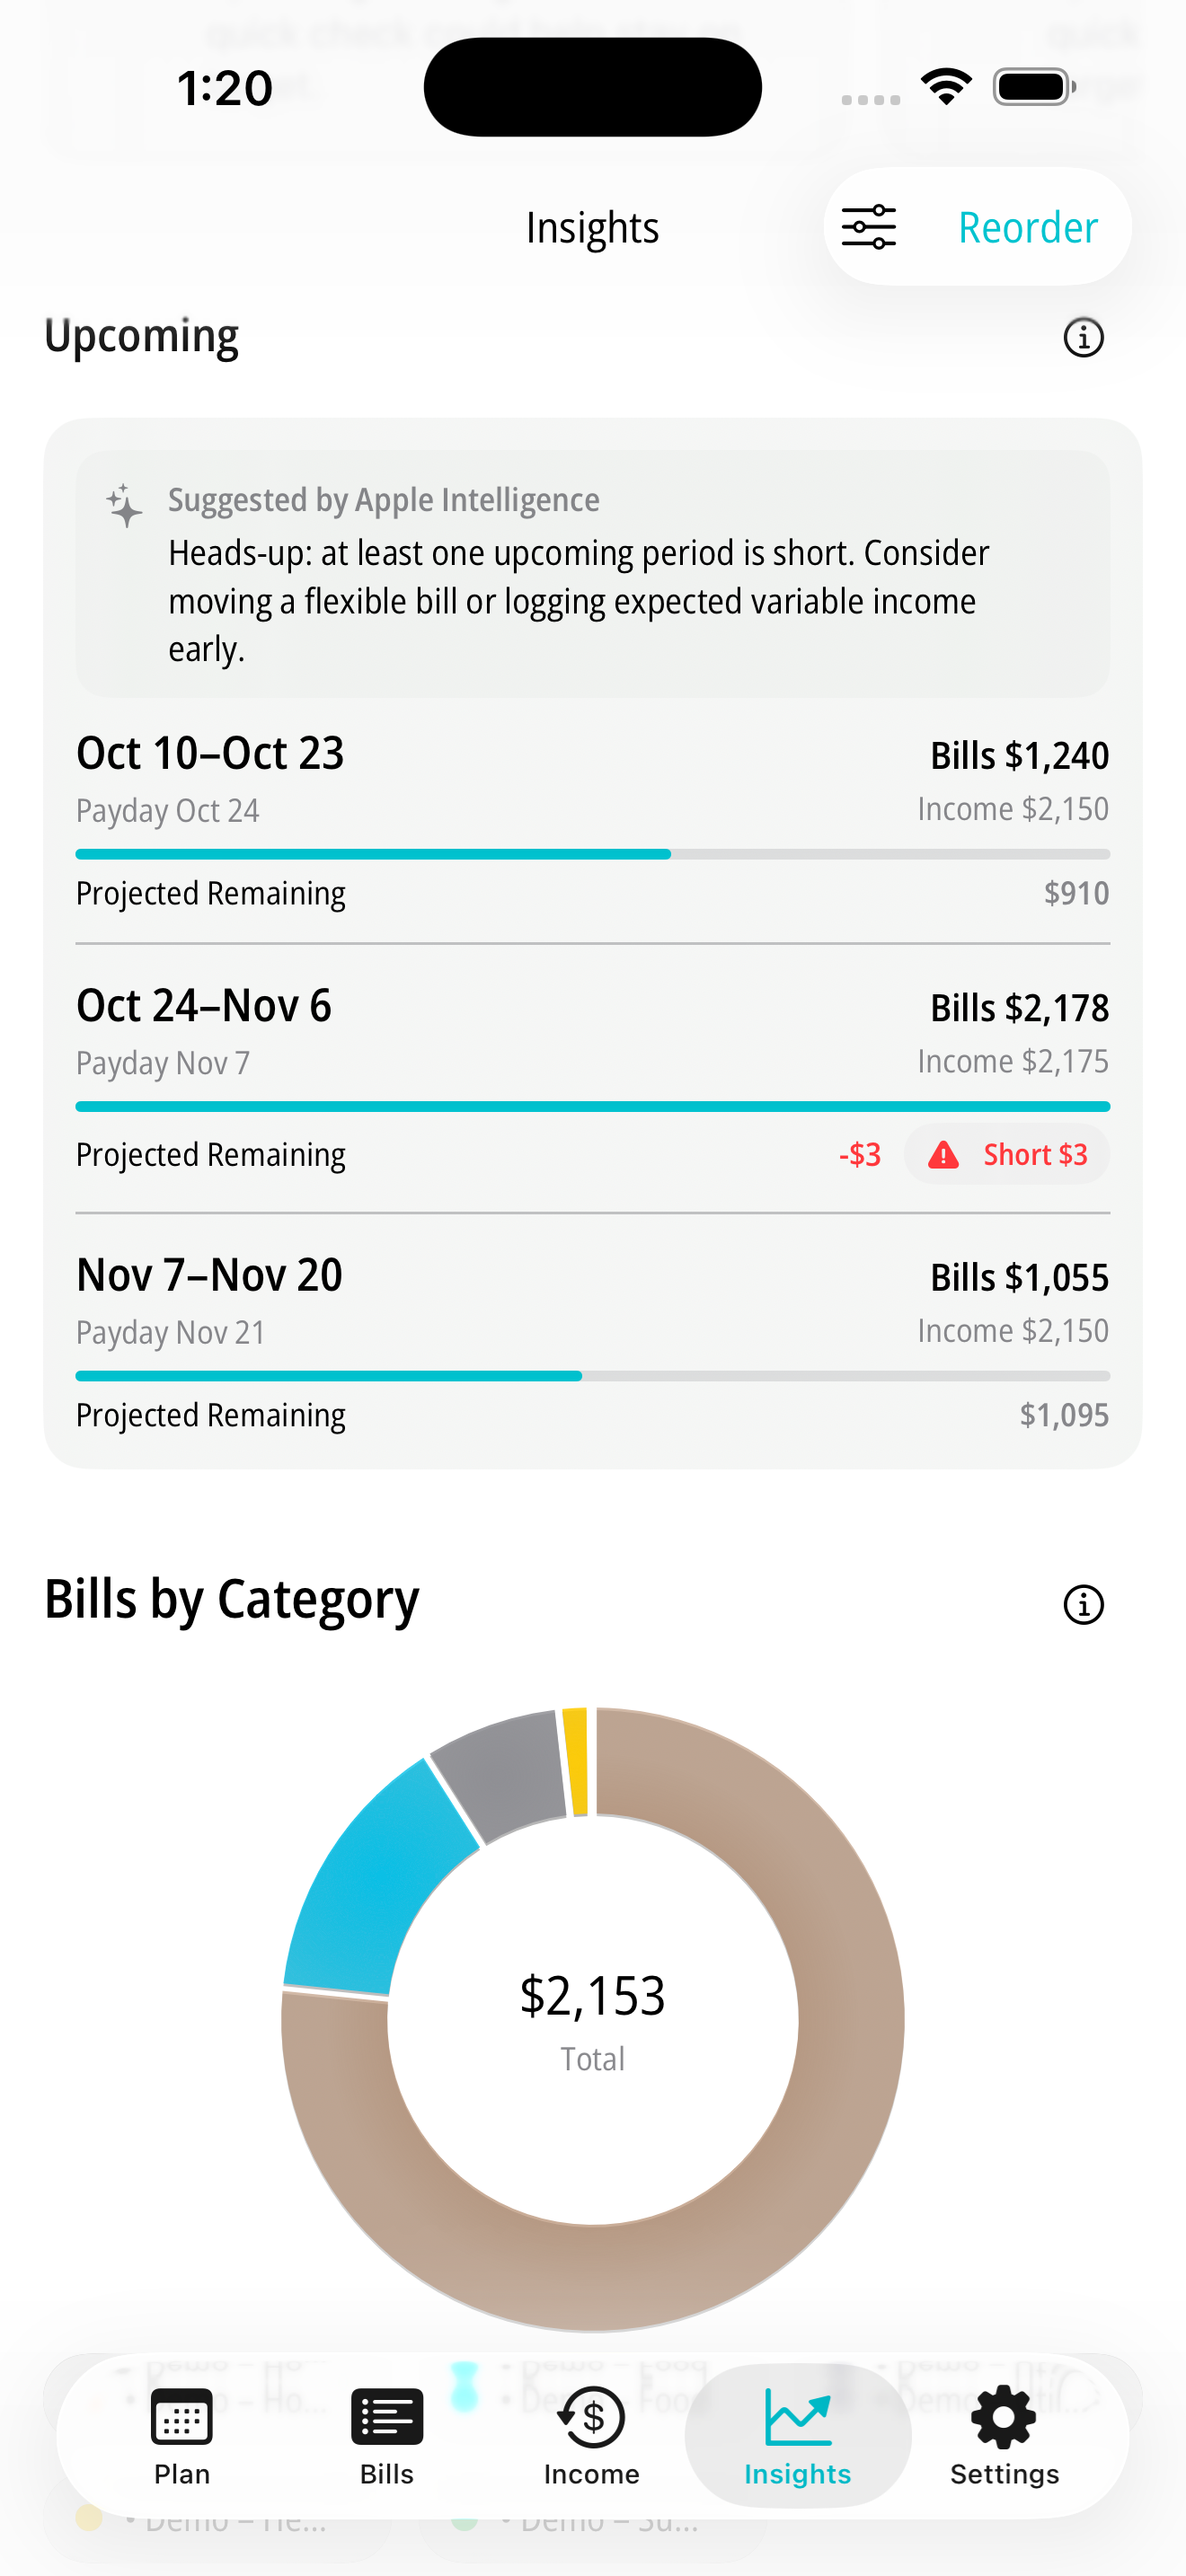 1:20
Insights
Reorder
Upcoming
Suggested by Apple Intelligence
Heads-up: at least one upcoming period is short. Consider
moving a flexible bill or logging expected variable income
early.
Oct 10–Oct 23
Bills $1,240
Payday Oct 24
Income $2,150
Projected Remaining
$910
Oct 24–Nov 6
Bills $2,178
Payday Nov 7
Income $2,175
Projected Remaining
-$3
Short $3
Nov 7–Nov 20
Bills $1,055
Payday Nov 21
Income $2,150
Projected Remaining
$1,095
Bills by Category
$2,153
Total
Plan
Bills
Income
Insights
Settings
• Demo – He...
• Demo – Su...